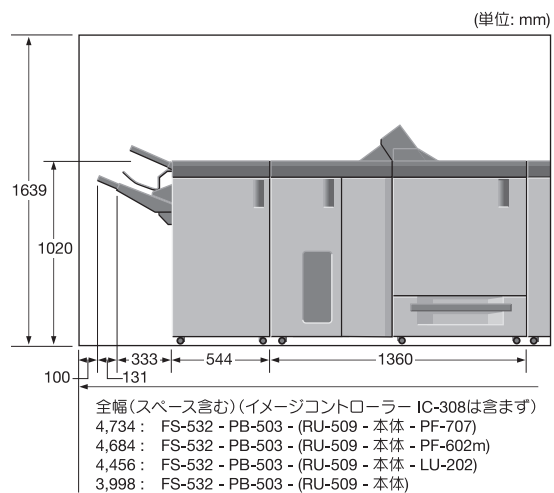 (単位: mm)
1639
1020
333
544
1360
100
131
全幅(スペース含む)(イメージコントローラー IC-308は含まず)
4,734 : FS-532 - PB-503 - (RU-509 - 本体 - PF-707)
4,684 : FS-532 - PB-503 - (RU-509 - 本体 - PF-602m)
4,456 : FS-532 - PB-503 - (RU-509 - 本体 - LU-202)
3,998 : FS-532 - PB-503 - (RU-509 - 本体)